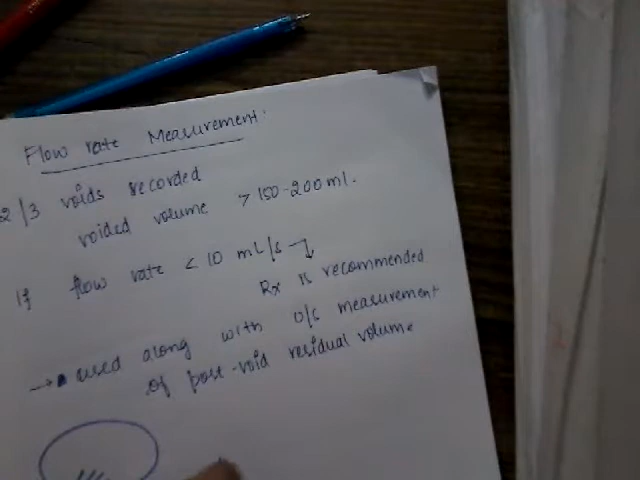 Flow rate Measurement:
2/3 voids recorded
voided volume > 150-200 ml.
If flow rate < 10 mL/s →
Rx is recommended
→ used along with U/S measurement
of post-void residual volume